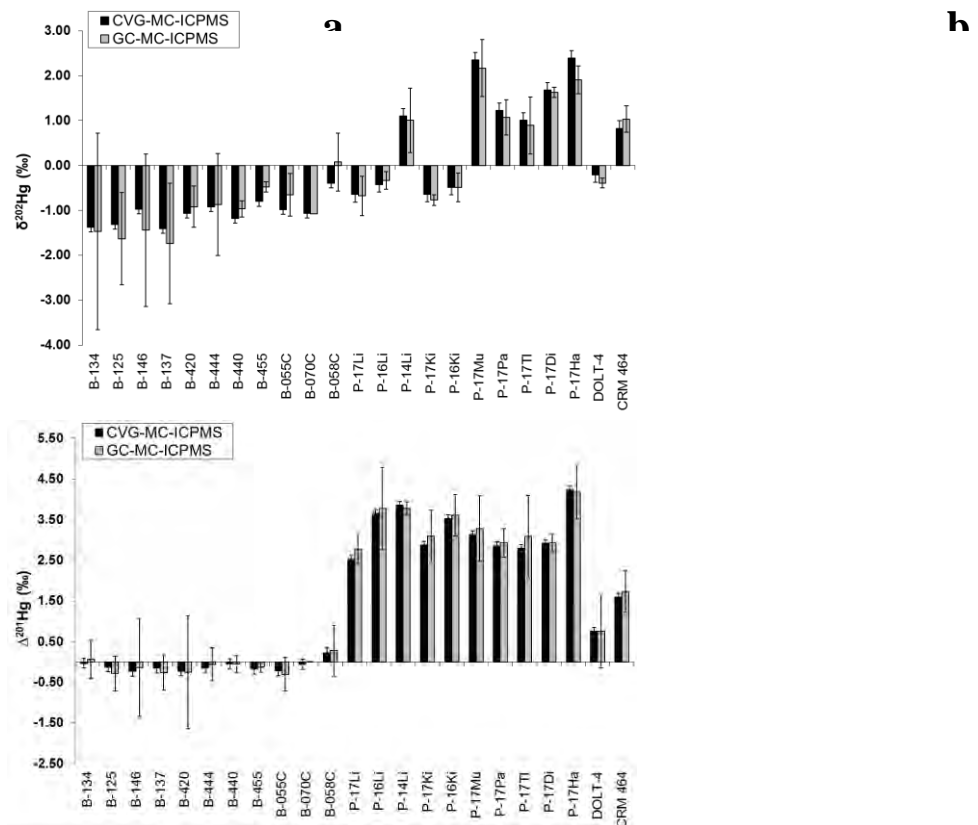 a
b
CVG-MC-ICPMS
GC-MC-ICPMS
3.00
2.00
1.00
0.00
-1.00
-2.00
-3.00
-4.00
δ²⁰²Hg (‰)
B-134 B-125 B-146 B-137 B-420 B-444 B-440 B-455 B-055C B-070C B-058C P-17Li P-16Li P-14Li P-17Ki P-16Ki P-17Mu P-17Pa P-17Tl P-17Di P-17Ha DOLT-4 CRM 464
CVG-MC-ICPMS
GC-MC-ICPMS
5.50
4.50
3.50
2.50
1.50
0.50
-0.50
-1.50
-2.50
Δ²⁰¹Hg (‰)
B-134 B-125 B-146 B-137 B-420 B-444 B-440 B-455 B-055C B-070C B-058C P-17Li P-16Li P-14Li P-17Ki P-16Ki P-17Mu P-17Pa P-17Tl P-17Di P-17Ha DOLT-4 CRM 464